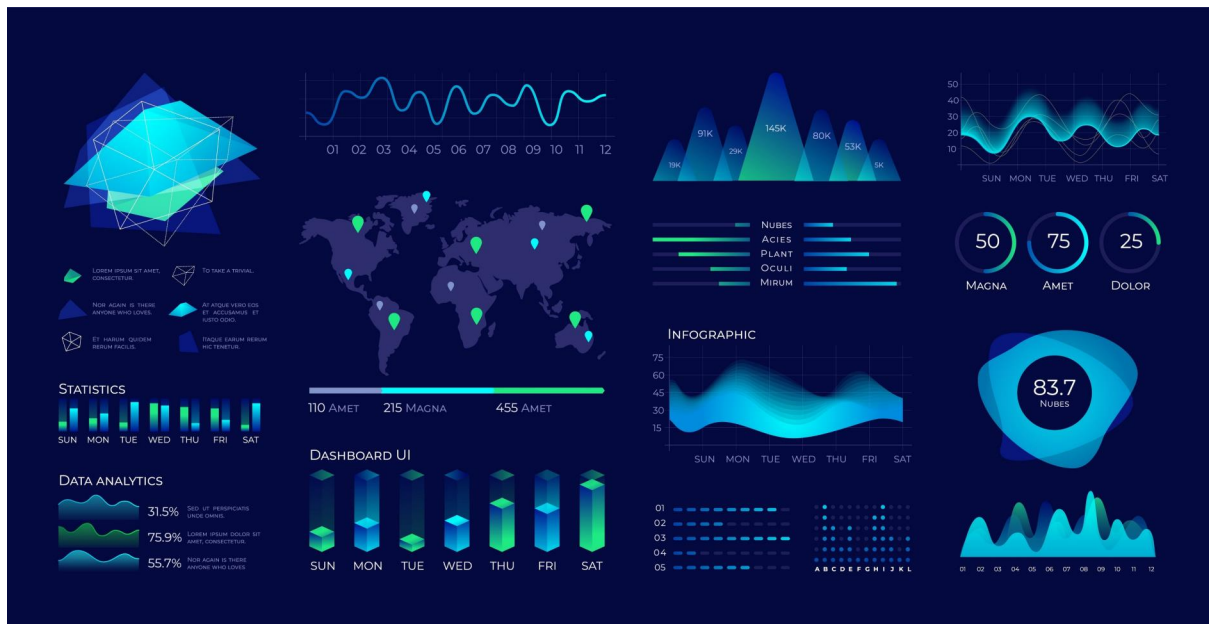 LOREM IPSUM SIT AMET,
CONSECTETUR.
TO TAKE A TRIVIAL.
NOR AGAIN IS THERE
ANYONE WHO LOVES.
AT ATQUE VERO EOS
ET ACCUSAMUS ET
IUSTO ODIO.
ET HARUM QUIDEM
RERUM FACILIS.
ITAQUE EARUM RERUM
HIC TENETUR.
STATISTICS
SUN MON TUE WED THU FRI SAT
DATA ANALYTICS
31.5%
SED UT PERSPICIATIS
UNDE OMNIS.
75.9%
LOREM IPSUM DOLOR SIT
AMET, CONSECTETUR.
55.7%
NOR AGAIN IS THERE
ANYONE WHO LOVES
01 02 03 04 05 06 07 08 09 10 11 12
110 AMET 215 MAGNA 455 AMET
DASHBOARD UI
SUN MON TUE WED THU FRI SAT
19K 91K 29K 145K 80K 53K 5K
NUBES
ACIES
PLANT
OCULI
MIRUM
INFOGRAPHIC
75
60
45
30
15
SUN MON TUE WED THU FRI SAT
01
02
03
04
05
A B C D E F G H I J K L
50
40
30
20
10
SUN MON TUE WED THU FRI SAT
50 75 25
MAGNA AMET DOLOR
83.7
NUBES
01 02 03 04 05 06 07 08 09 10 11 12